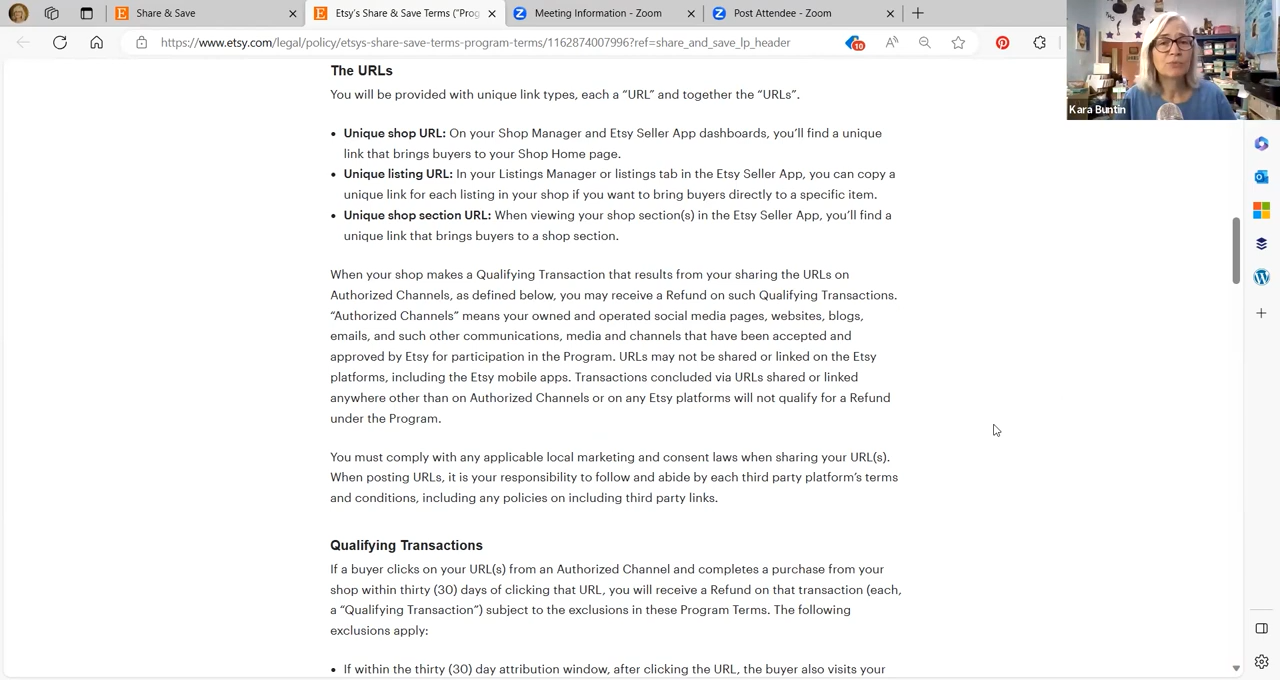 Share & Save
Etsy's Share & Save Terms ("Prog
Meeting Information - Zoom
Post Attendee - Zoom
https://www.etsy.com/legal/policy/etsys-share-save-terms-program-terms/1162874007996?ref=share_and_save_lp_header
10
Kara Buntin
The URLs
You will be provided with unique link types, each a “URL” and together the “URLs”.
• Unique shop URL: On your Shop Manager and Etsy Seller App dashboards, you’ll find a unique
link that brings buyers to your Shop Home page.
• Unique listing URL: In your Listings Manager or listings tab in the Etsy Seller App, you can copy a
unique link for each listing in your shop if you want to bring buyers directly to a specific item.
• Unique shop section URL: When viewing your shop section(s) in the Etsy Seller App, you’ll find a
unique link that brings buyers to a shop section.
When your shop makes a Qualifying Transaction that results from your sharing the URLs on
Authorized Channels, as defined below, you may receive a Refund on such Qualifying Transactions.
“Authorized Channels” means your owned and operated social media pages, websites, blogs,
emails, and such other communications, media and channels that have been accepted and
approved by Etsy for participation in the Program. URLs may not be shared or linked on the Etsy
platforms, including the Etsy mobile apps. Transactions concluded via URLs shared or linked
anywhere other than on Authorized Channels or on any Etsy platforms will not qualify for a Refund
under the Program.
You must comply with any applicable local marketing and consent laws when sharing your URL(s).
When posting URLs, it is your responsibility to follow and abide by each third party platform’s terms
and conditions, including any policies on including third party links.
Qualifying Transactions
If a buyer clicks on your URL(s) from an Authorized Channel and completes a purchase from your
shop within thirty (30) days of clicking that URL, you will receive a Refund on that transaction (each,
a “Qualifying Transaction”) subject to the exclusions in these Program Terms. The following
exclusions apply:
• If within the thirty (30) day attribution window, after clicking the URL, the buyer also visits your